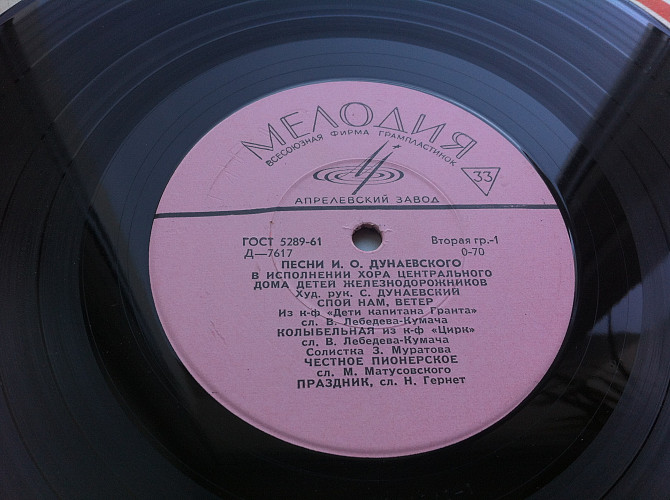 МЕЛОДИЯ
ВСЕСОЮЗНАЯ ФИРМА ГРАМПЛАСТИНОК
33
АПРЕЛЕВСКИЙ ЗАВОД
ГОСТ 5289-61 Вторая гр.-1
Д—7617 0-70
ПЕСНИ И. О. ДУНАЕВСКОГО
В ИСПОЛНЕНИИ ХОРА ЦЕНТРАЛЬНОГО
ДОМА ДЕТЕЙ ЖЕЛЕЗНОДОРОЖНИКОВ
Худ. рук. С. ДУНАЕВСКИЙ
СПОЙ НАМ, ВЕТЕР
Из к-ф «Дети капитана Гранта»
сл. В. Лебедева-Кумача
КОЛЫБЕЛЬНАЯ из к-ф «Цирк»
сл. В. Лебедева-Кумача
Солистка З. Муратова
ЧЕСТНОЕ ПИОНЕРСКОЕ
сл. М. Матусовского
ПРАЗДНИК, сл. Н. Гернет